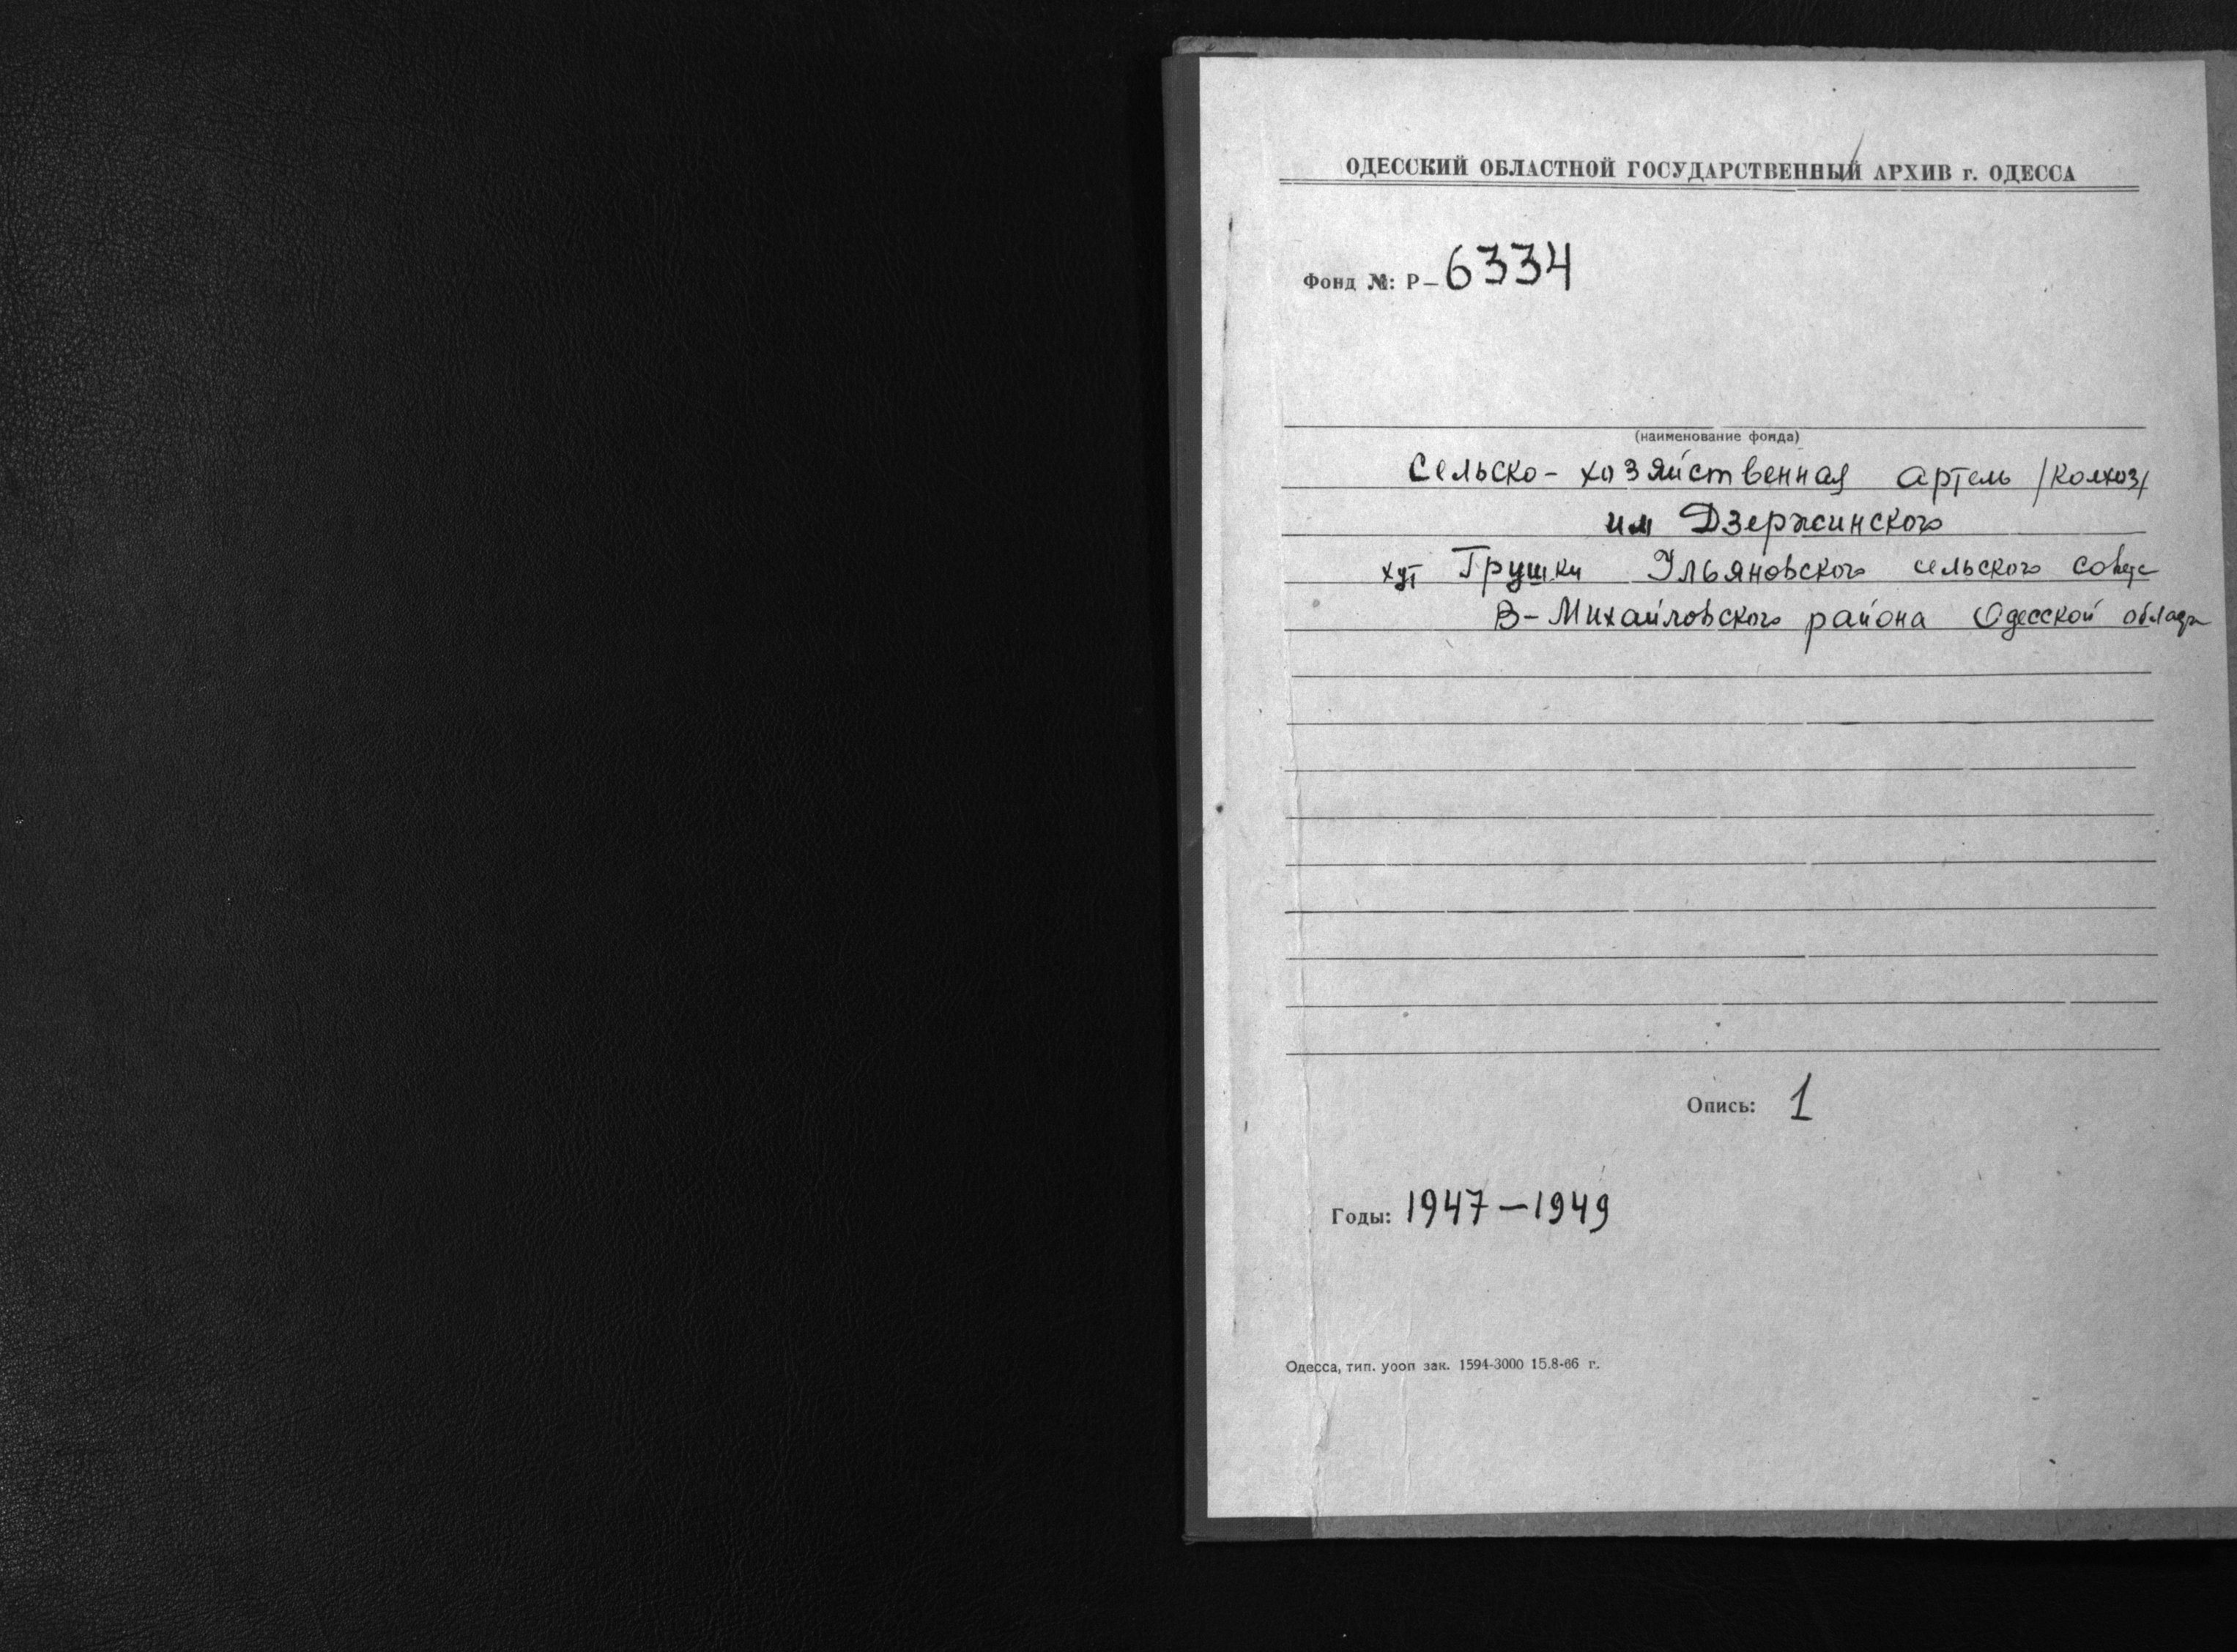 ОДЕССКИЙ ОБЛАСТНОЙ ГОСУДАРСТВЕННЫЙ АРХИВ г. ОДЕССА
Фонд №: Р— 6334
(наименование фонда)
Сельско- хозяйственная артель /колхоз/
им Дзержинского
хут Грушки Ульяновского сельского совета
В-Михайловского района Одесской области
Опись: 1
Годы: 1947—1949
Одесса, тип. уооп зак. 1594-3000 15.8-66 г.